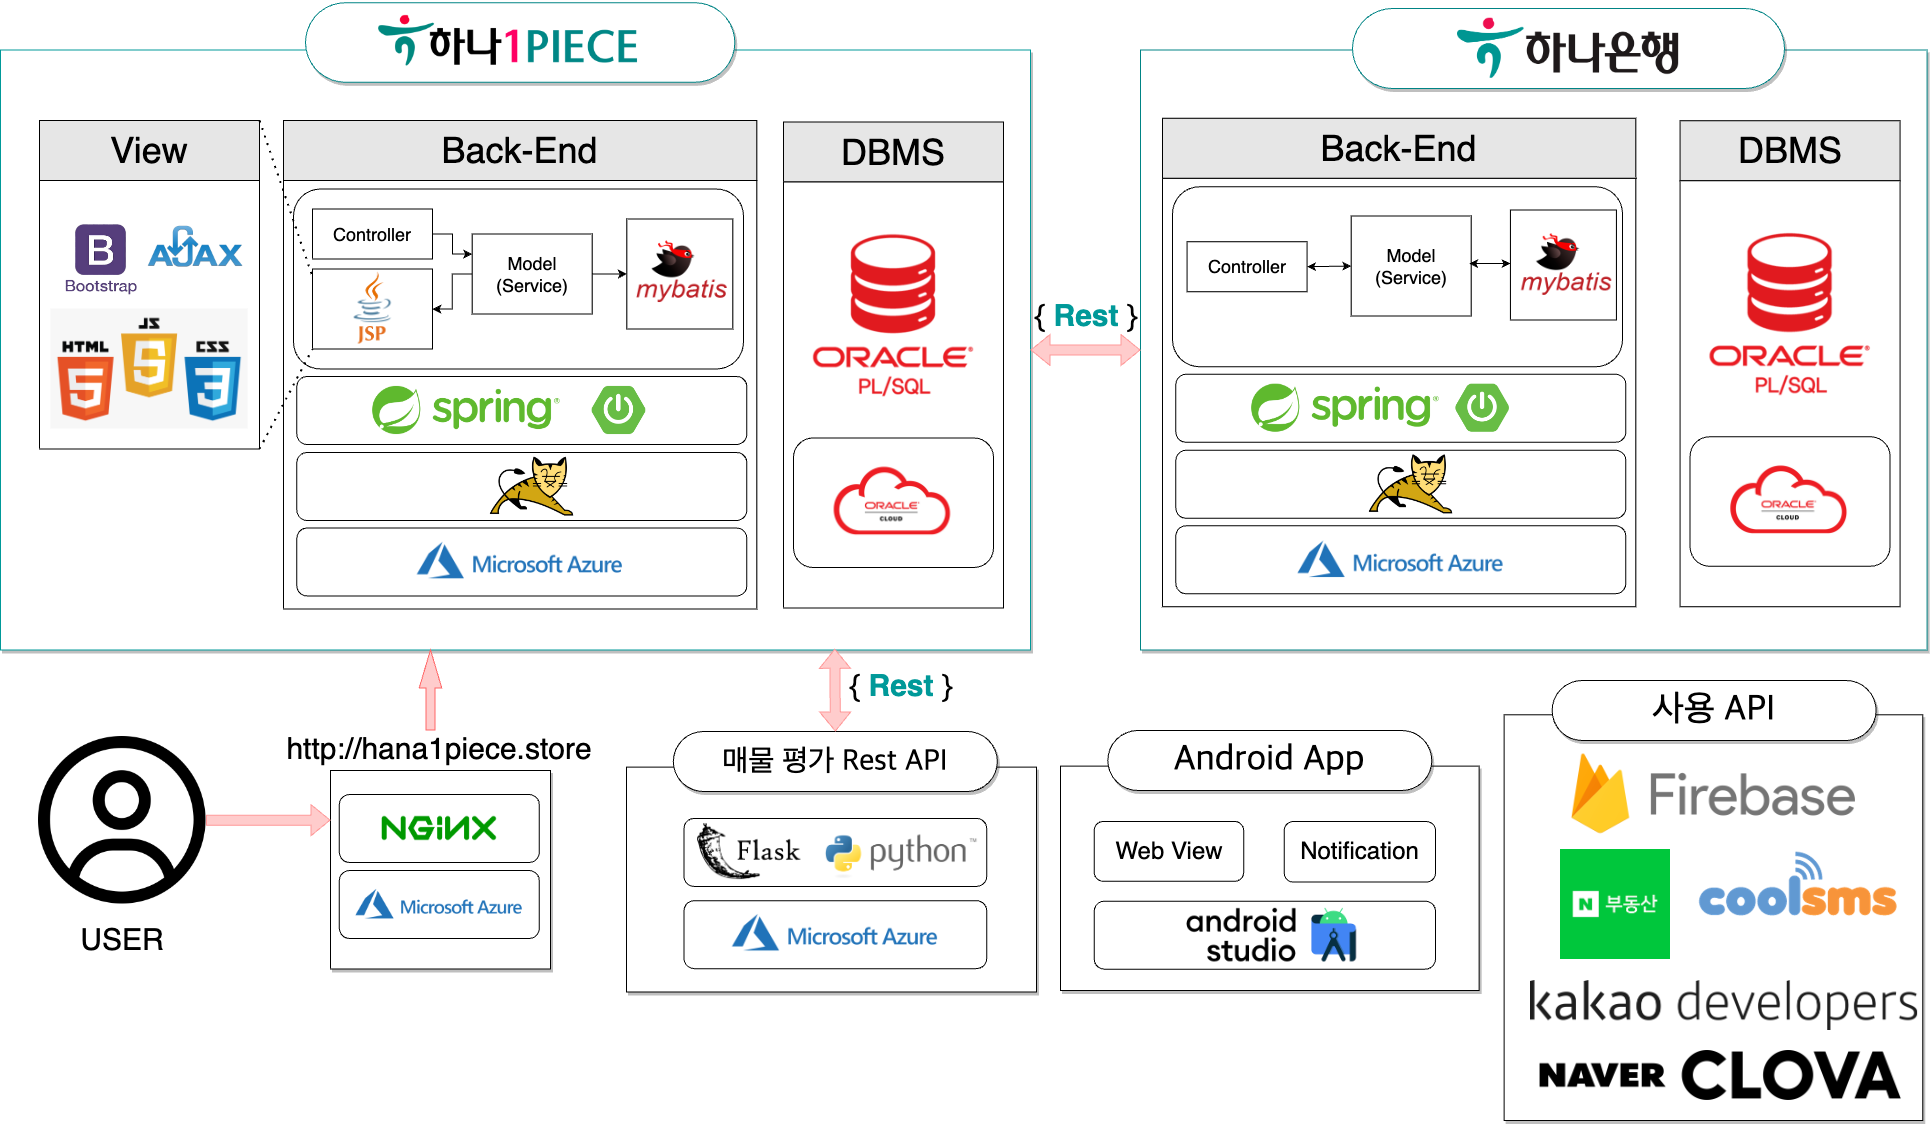 하나1PIECE
View
Bootstrap
AJAX
HTML
JS
CSS
Back-End
Controller
Model
(Service)
JSP
mybatis
spring
Microsoft Azure
DBMS
ORACLE
PL/SQL
ORACLE
CLOUD
{ Rest }
하나은행
Back-End
Controller
Model
(Service)
mybatis
spring
Microsoft Azure
DBMS
ORACLE
PL/SQL
ORACLE
CLOUD
USER
http://hana1piece.store
NGINX
Microsoft Azure
{ Rest }
매물 평가 Rest API
Flask
python™
Microsoft Azure
Android App
Web View
Notification
android
studio
사용 API
Firebase
N 부동산
coolsms
kakao developers
NAVER CLOVA